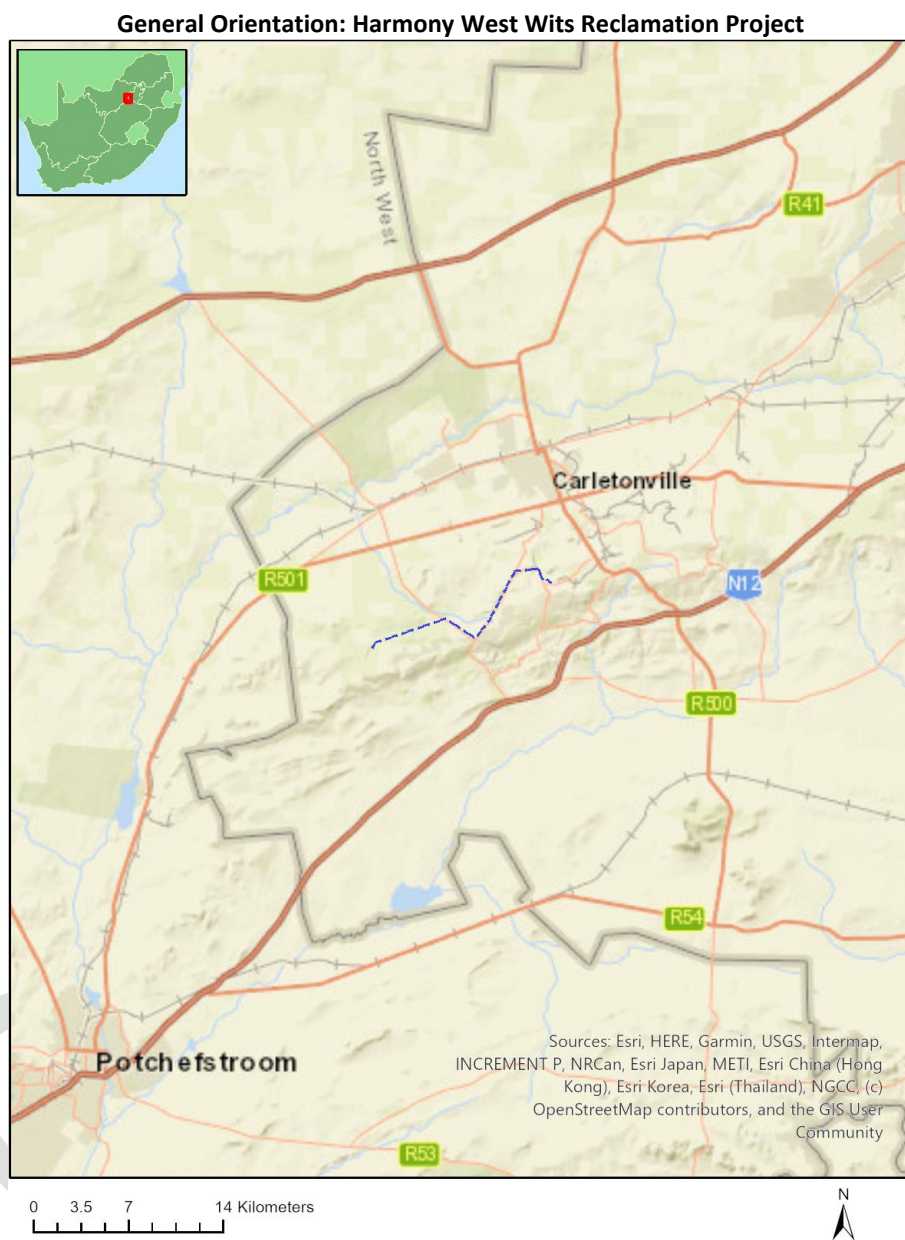 General Orientation: Harmony West Wits Reclamation Project
North West
R41
Carletonville
R501
N12
R500
R54
Potchefstroom
Sources: Esri, HERE, Garmin, USGS, Intermap,
INCREMENT P, NRCan, Esri Japan, METI, Esri China (Hong
Kong), Esri Korea, Esri (Thailand), NGCC, (c)
OpenStreetMap contributors, and the GIS User
Community
R53
0 3.5 7 14 Kilometers
N